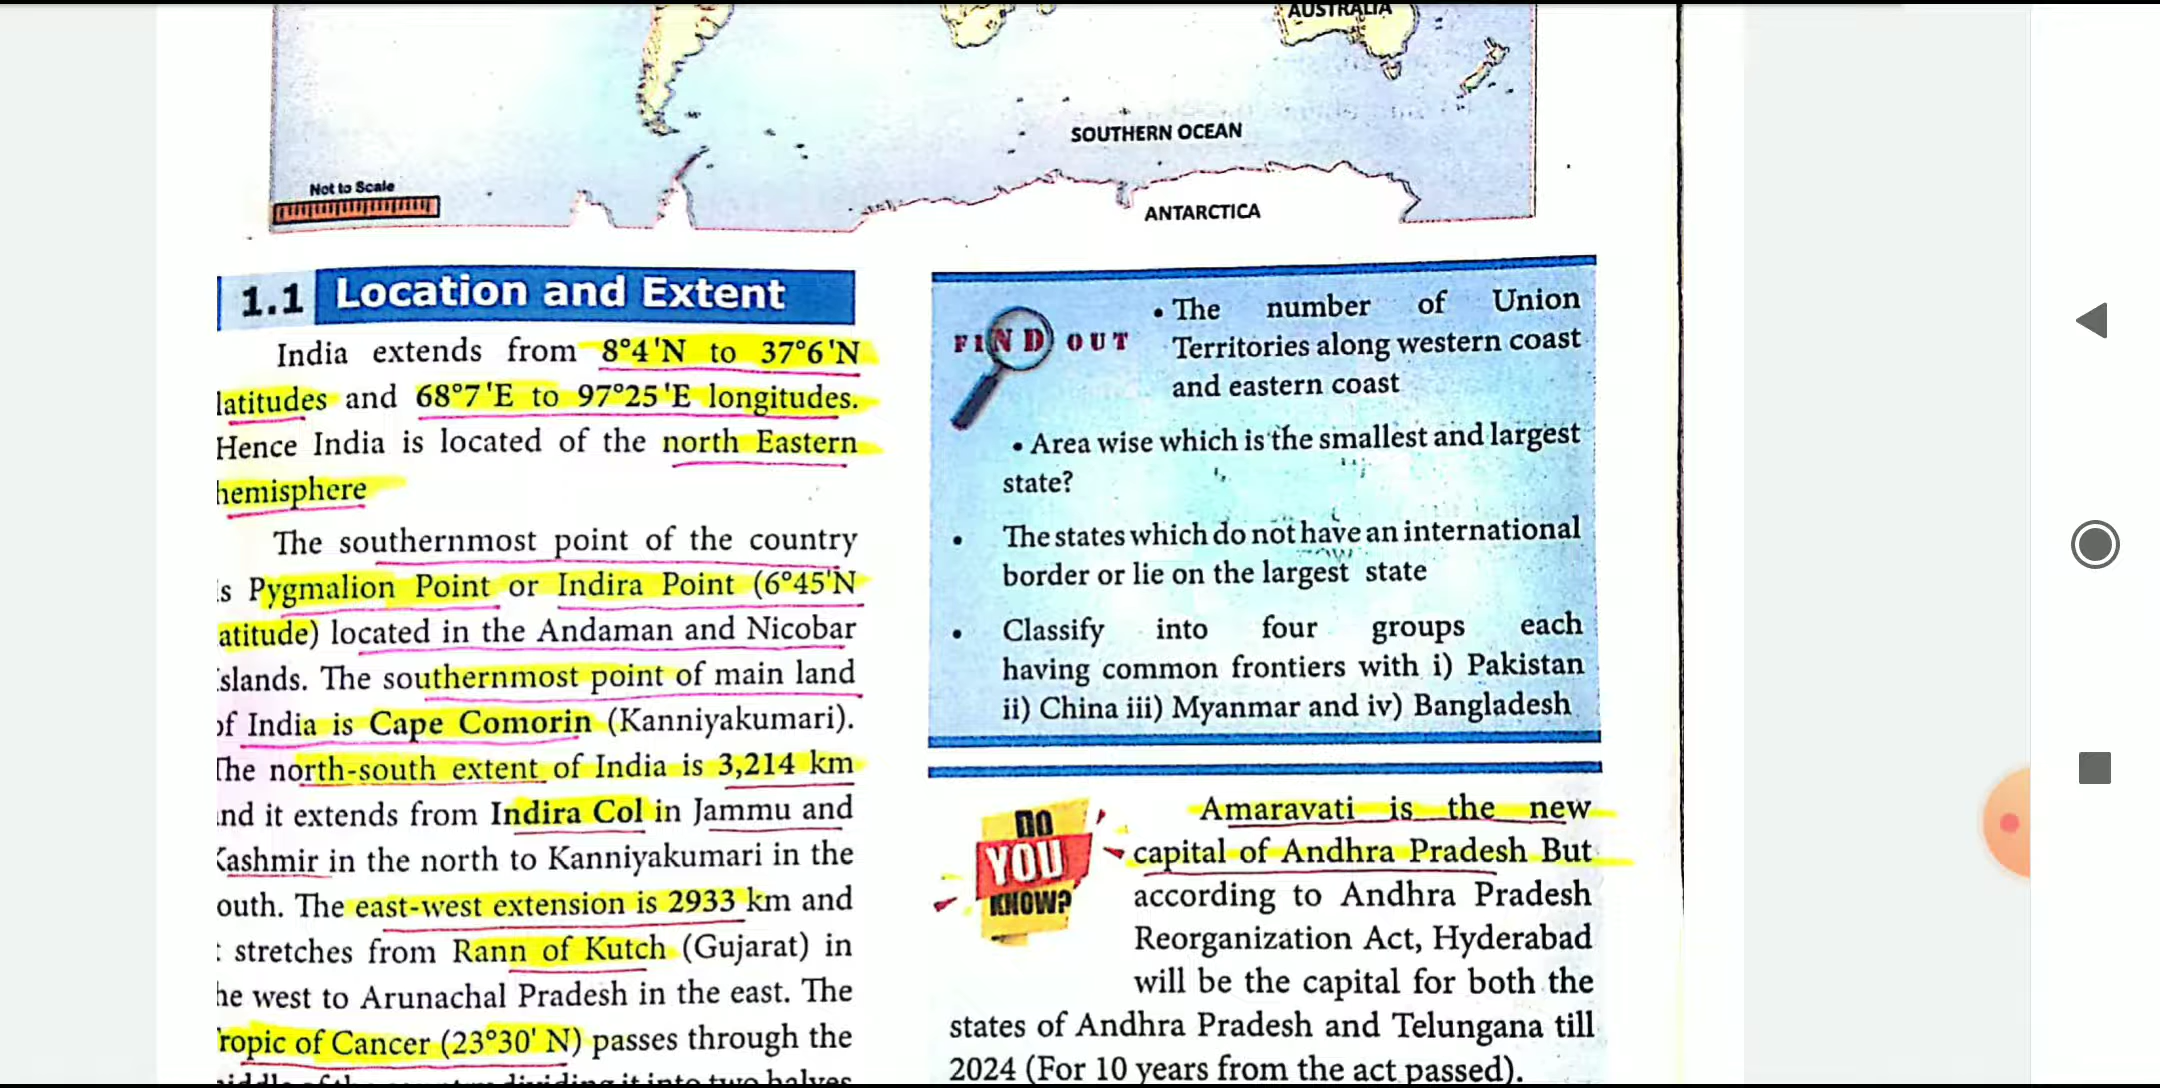 AUSTRALIA
SOUTHERN OCEAN
Not to Scale
ANTARCTICA
1.1 Location and Extent
India extends from 8°4'N to 37°6'N
latitudes and 68°7'E to 97°25'E longitudes.
Hence India is located of the north Eastern
hemisphere
The southernmost point of the country
s Pygmalion Point or Indira Point (6°45'N
atitude) located in the Andaman and Nicobar
slands. The southernmost point of main land
of India is Cape Comorin (Kanniyakumari).
The north-south extent of India is 3,214 km
nd it extends from Indira Col in Jammu and
Kashmir in the north to Kanniyakumari in the
outh. The east-west extension is 2933 km and
stretches from Rann of Kutch (Gujarat) in
he west to Arunachal Pradesh in the east. The
ropic of Cancer (23°30' N) passes through the
FIND OUT
• The number of Union
Territories along western coast
and eastern coast
• Area wise which is the smallest and largest
state?
• The states which do not have an international
border or lie on the largest state
• Classify into four groups each
having common frontiers with i) Pakistan
ii) China iii) Myanmar and iv) Bangladesh
DO
YOU
KNOW?
Amaravati is the new
capital of Andhra Pradesh But
according to Andhra Pradesh
Reorganization Act, Hyderabad
will be the capital for both the
states of Andhra Pradesh and Telungana till
2024 (For 10 years from the act passed).